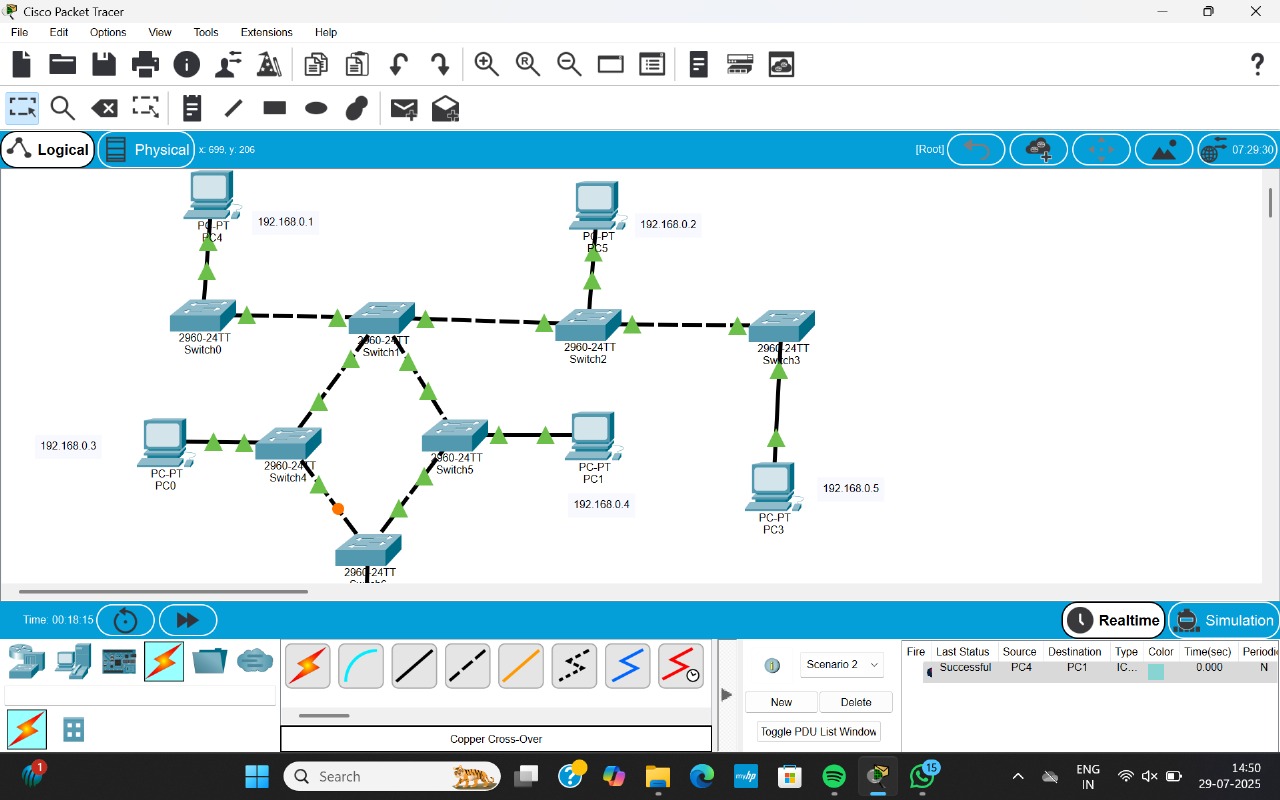 Cisco Packet Tracer
File Edit Options View Tools Extensions Help
Logical Physical x: 699, y: 206 [Root] 07:29:30
PC-PT
PC4
192.168.0.1
PC-PT
PC5
192.168.0.2
2960-24TT
Switch0
2960-24TT
Switch1
2960-24TT
Switch2
2960-24TT
Switch3
192.168.0.3
PC-PT
PC0
2960-24TT
Switch4
2960-24TT
Switch5
PC-PT
PC1
192.168.0.4
192.168.0.5
PC-PT
PC3
2960-24TT
Switch6
Time: 00:18:15 Realtime Simulation
Scenario 2
New Delete
Toggle PDU List Window
Fire Last Status Source Destination Type Color Time(sec) Periodic
Successful PC4 PC1 IC... 0.000 N
Copper Cross-Over
1
Search
myhp
15
ENG
IN
14:50
29-07-2025